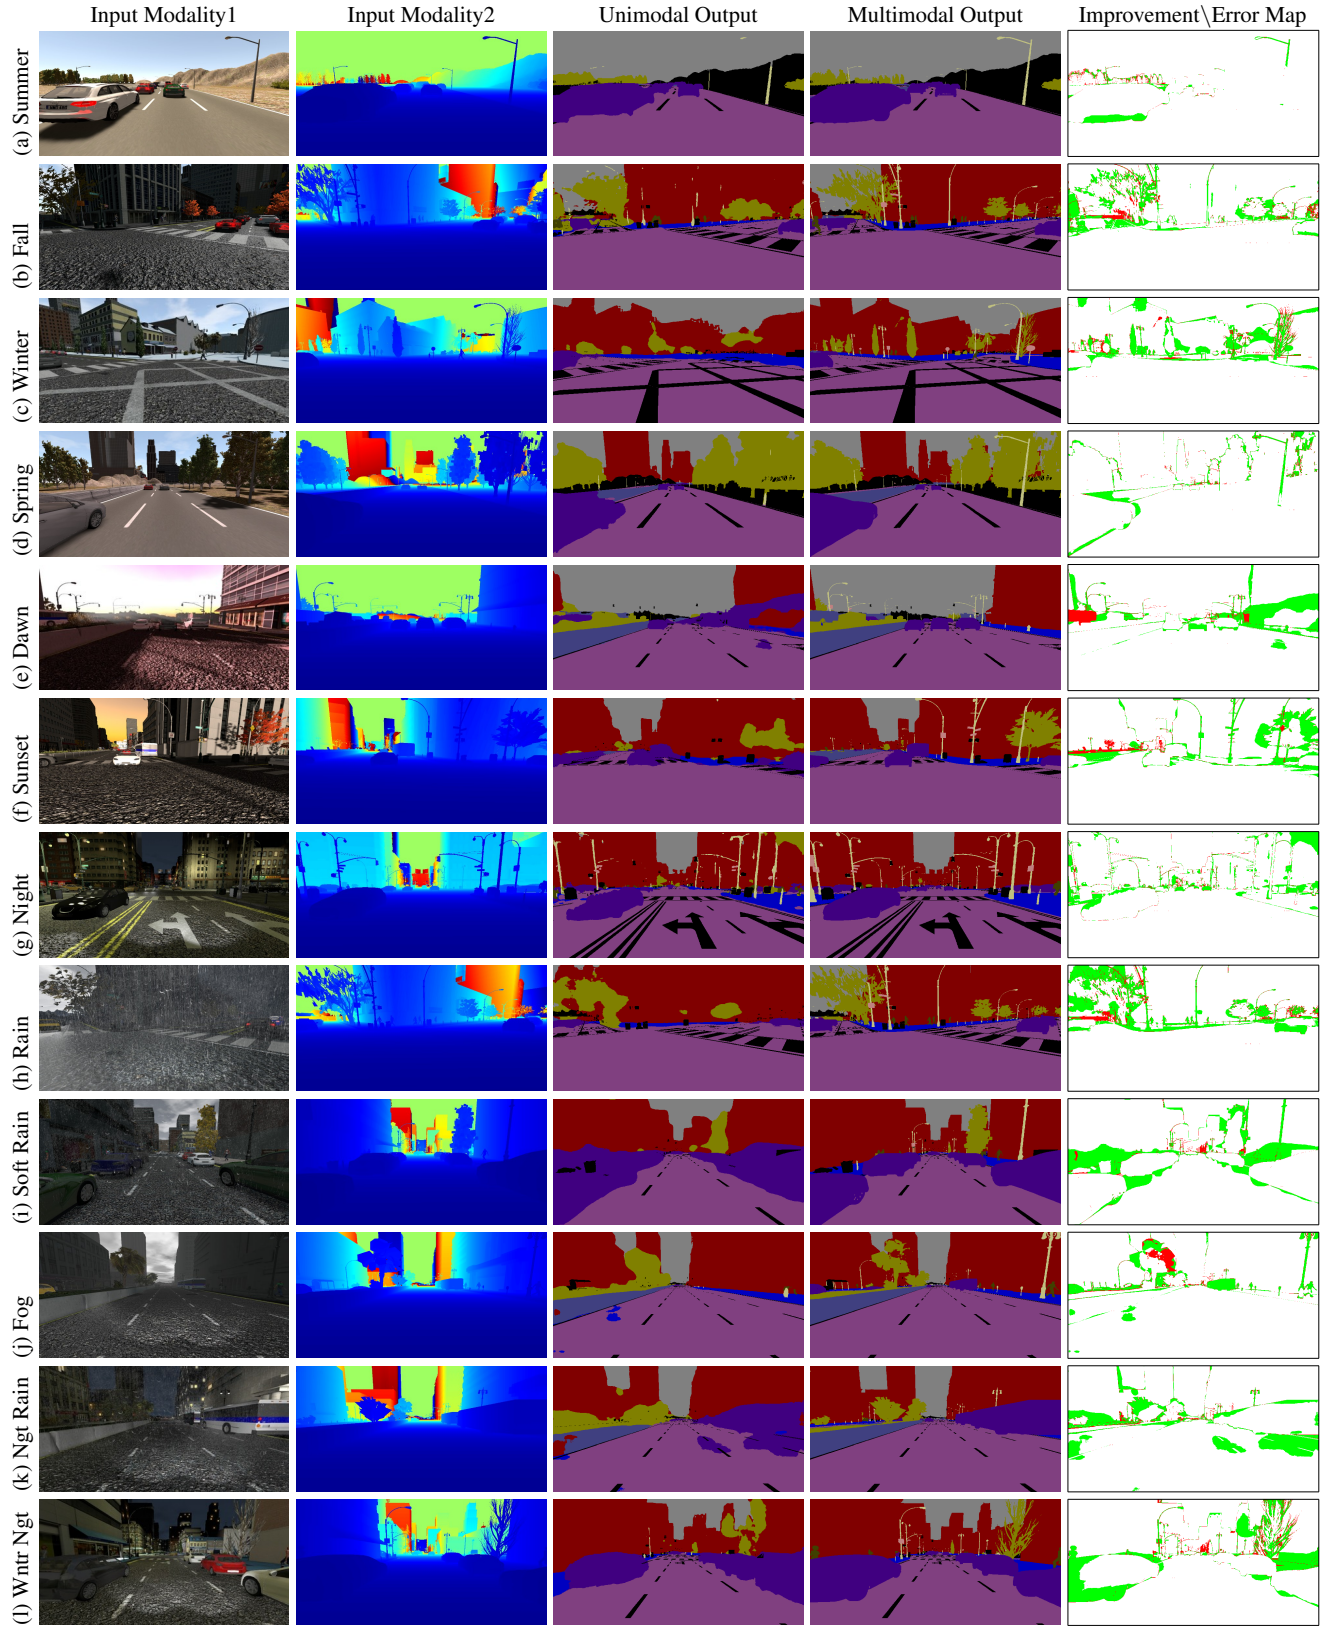 Input Modality1 Input Modality2 Unimodal Output Multimodal Output Improvement\Error Map
(a) Summer
(b) Fall
(c) Winter
(d) Spring
(e) Dawn
(f) Sunset
(g) Night
(h) Rain
(i) Soft Rain
(j) Fog
(k) Ngt Rain
(l) Wntr Ngt